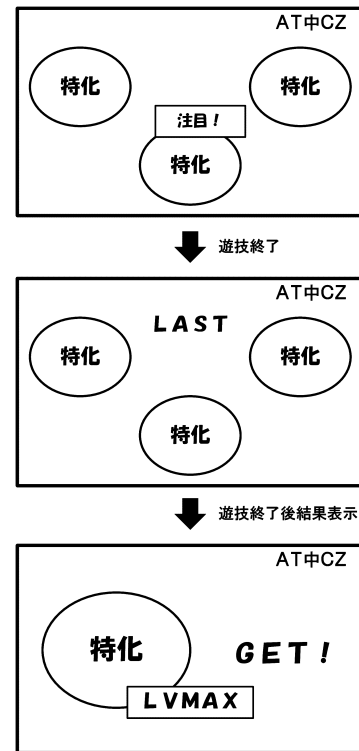 AT中CZ
特化
特化
注目！
特化
遊技終了
AT中CZ
LAST
特化
特化
特化
遊技終了後結果表示
AT中CZ
特化
GET！
LVMAX